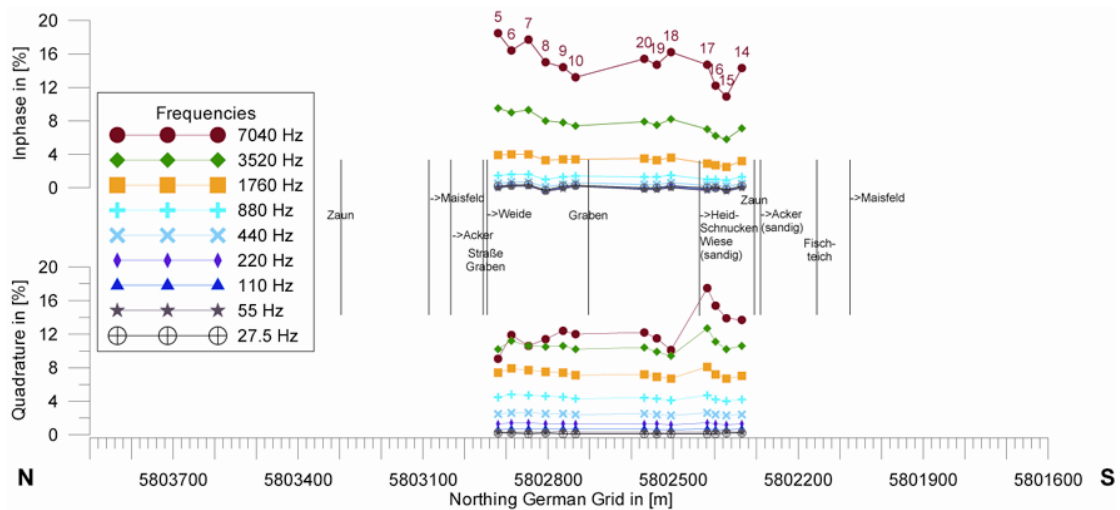 20
16
12
8
4
0
Inphase in [%]
5
6
7
8
9
10
20
19
18
17
16
15
14
Frequencies
7040 Hz
3520 Hz
1760 Hz
880 Hz
440 Hz
220 Hz
110 Hz
55 Hz
27.5 Hz
Zaun
->Maisfeld
->Acker
Straße
Graben
->Weide
Graben
->Heid-
Schnucken
Wiese
(sandig)
Zaun
->Acker
(sandig)
Fisch-
teich
->Maisfeld
20
16
12
8
4
0
Quadrature in [%]
N
5803700
5803400
5803100
5802800
5802500
5802200
5801900
5801600
S
Northing German Grid in [m]